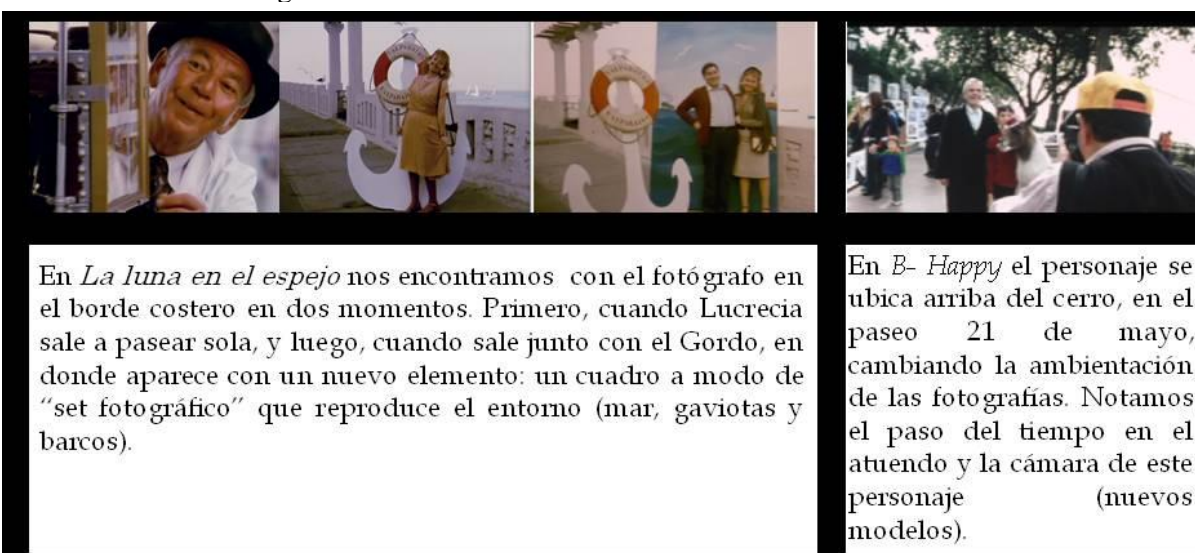 En La luna en el espejo nos encontramos con el fotógrafo en
el borde costero en dos momentos. Primero, cuando Lucrecia
sale a pasear sola, y luego, cuando sale junto con el Gordo, en
donde aparece con un nuevo elemento: un cuadro a modo de
“set fotográfico” que reproduce el entorno (mar, gaviotas y
barcos).
En B- Happy el personaje se
ubica arriba del cerro, en el
paseo 21 de mayo,
cambiando la ambientación
de las fotografías. Notamos
el paso del tiempo en el
atuendo y la cámara de este
personaje (nuevos
modelos).